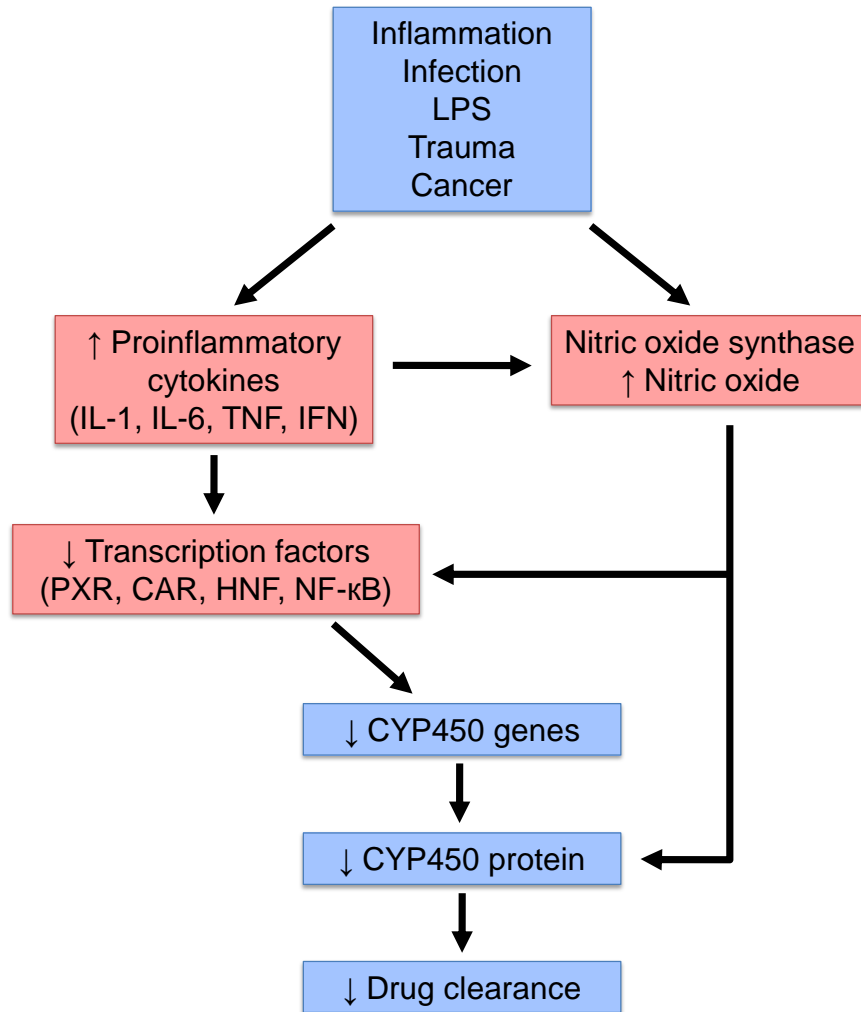 Inflammation
Infection
LPS
Trauma
Cancer
↑ Proinflammatory
cytokines
(IL-1, IL-6, TNF, IFN)
Nitric oxide synthase
↑ Nitric oxide
↓ Transcription factors
(PXR, CAR, HNF, NF-κB)
↓ CYP450 genes
↓ CYP450 protein
↓ Drug clearance